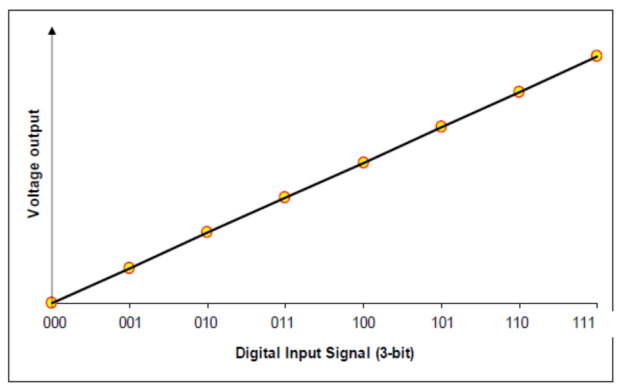 Voltage output
000 001 010 011 100 101 110 111
Digital Input Signal (3-bit)